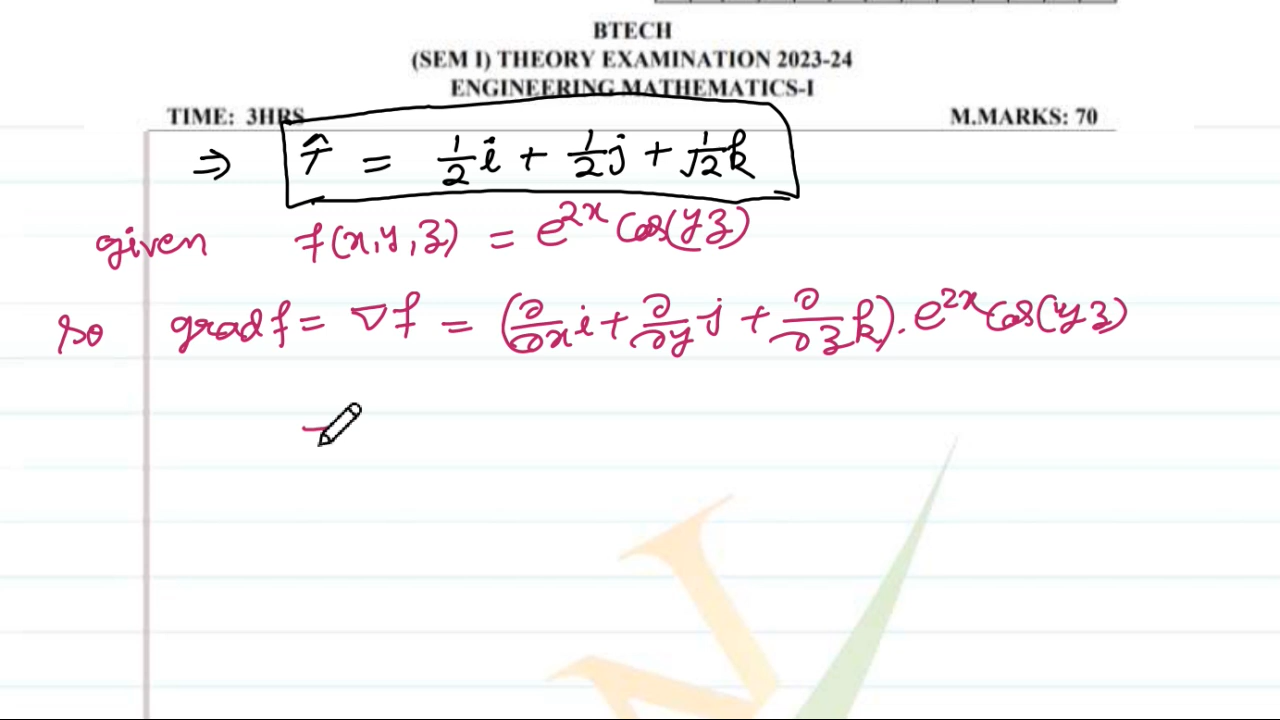 BTECH
(SEM I) THEORY EXAMINATION 2023-24
ENGINEERING MATHEMATICS-I
TIME: 3HRS M.MARKS: 70
⇒ T̂ = 1/2 i + 1/2 j + 1/√2 k
given f(x,y,z) = e^2x Cos(yz)
so grad f = ∇f = (∂/∂x i + ∂/∂y j + ∂/∂z k). e^2x Cos(yz)